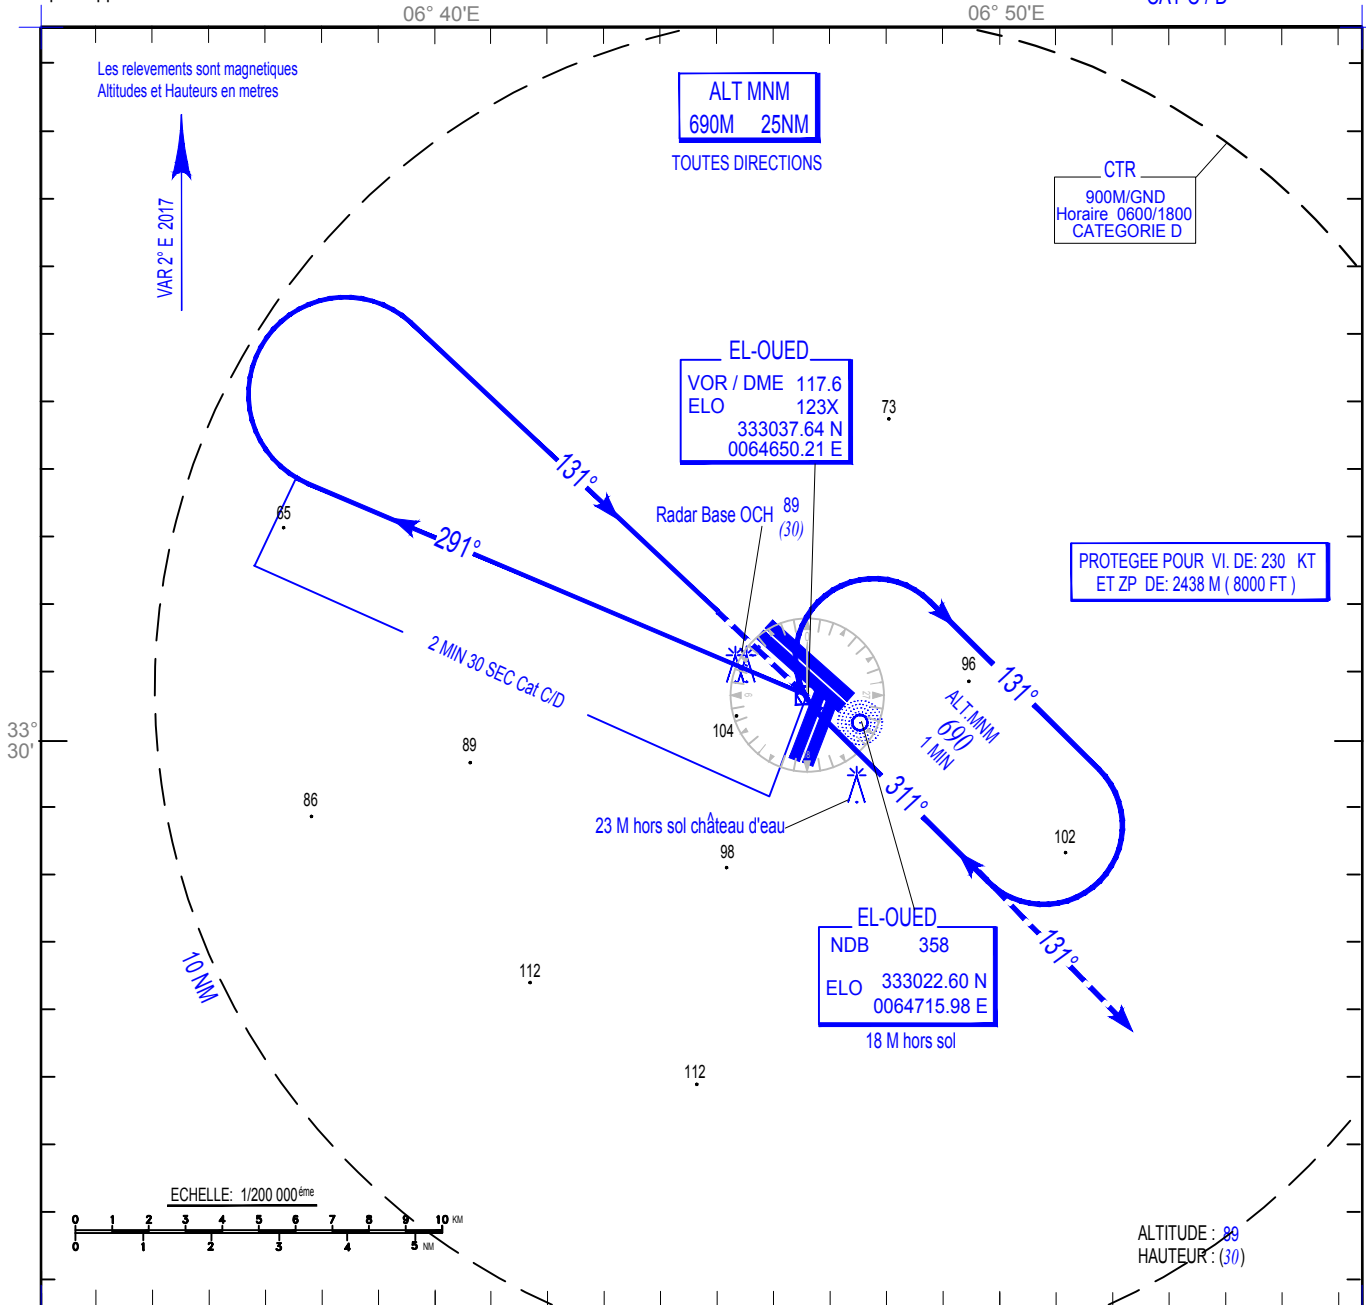 06° 40'E
06° 50'E
CAT C / D
Les relevements sont magnetiques
Altitudes et Hauteurs en metres
VAR 2° E 2017
ALT MNM
690M 25NM
TOUTES DIRECTIONS
CTR
900M/GND
Horaire 0600/1800
CATEGORIE D
EL-OUED
VOR / DME 117.6
ELO 123X
333037.64 N
0064650.21 E
73
131°
Radar Base OCH 89
(30)
65
291°
PROTEGEE POUR VI. DE: 230 KT
ET ZP DE: 2438 M ( 8000 FT )
2 MIN 30 SEC Cat C/D
96
131°
ALT.MNM
690
1 MIN
33°
30'
104
89
86
311°
23 M hors sol château d'eau
98
102
EL-OUED
NDB 358
ELO 333022.60 N
0064715.98 E
18 M hors sol
131°
10 NM
112
112
ECHELLE: 1/200 000éme
0 1 2 3 4 5 6 7 8 9 10 KM
0 1 2 3 4 5 NM
ALTITUDE : 89
HAUTEUR : (30)